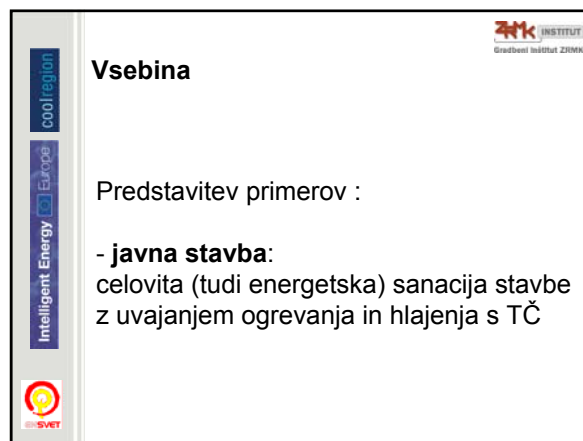 ZRMK INSTITUT
Gradbeni Inštitut ZRMK
coolregion
Intelligent Energy Europe
ENSVET
Vsebina
Predstavitev primerov :
- javna stavba:
celovita (tudi energetska) sanacija stavbe
z uvajanjem ogrevanja in hlajenja s TČ